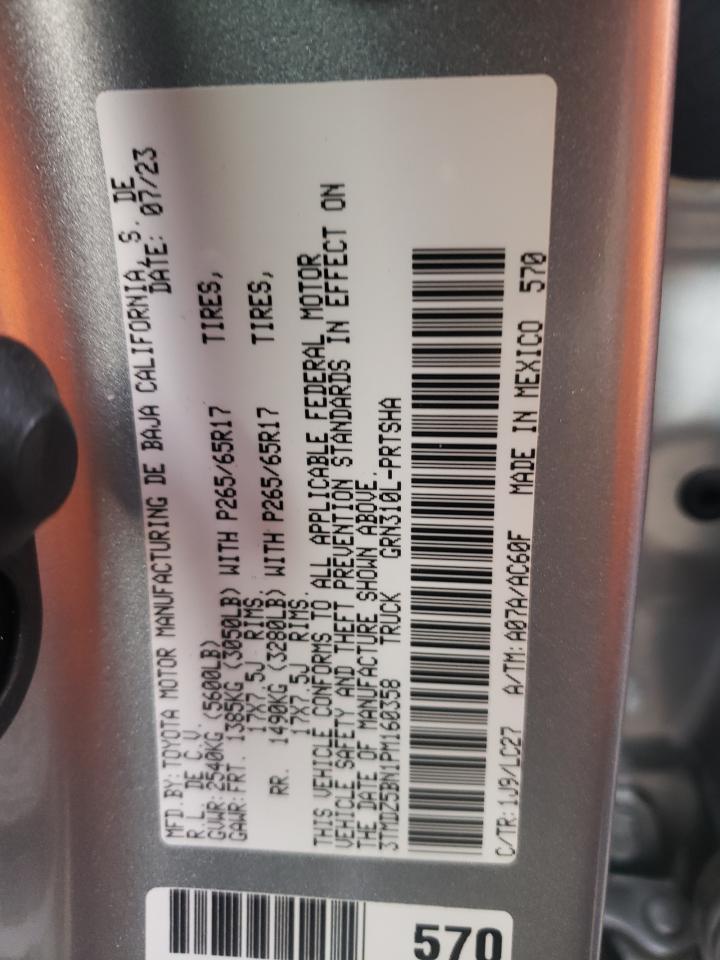 MFD.BY:TOYOTA MOTOR MANUFACTURING DE BAJA CALIFORNIA, S. DE
R.L. DE C.V. DATE: 07/23
GVWR:2540KG (5600LB)
GAWR:FRT. 1385KG (3050LB) WITH P265/65R17 TIRES,
17X7.5J RIMS.
RR. 1490KG (3280LB) WITH P265/65R17 TIRES,
17X7.5J RIMS.
THIS VEHICLE CONFORMS TO ALL APPLICABLE FEDERAL MOTOR
VEHICLE SAFETY AND THEFT PREVENTION STANDARDS IN EFFECT ON
THE DATE OF MANUFACTURE SHOWN ABOVE.
3TMDZ5BN1PM160358 TRUCK GRN310L-PRTSHA
C/TR:1J9/LC27 A/TM:A07A/AC60F MADE IN MEXICO 570
570